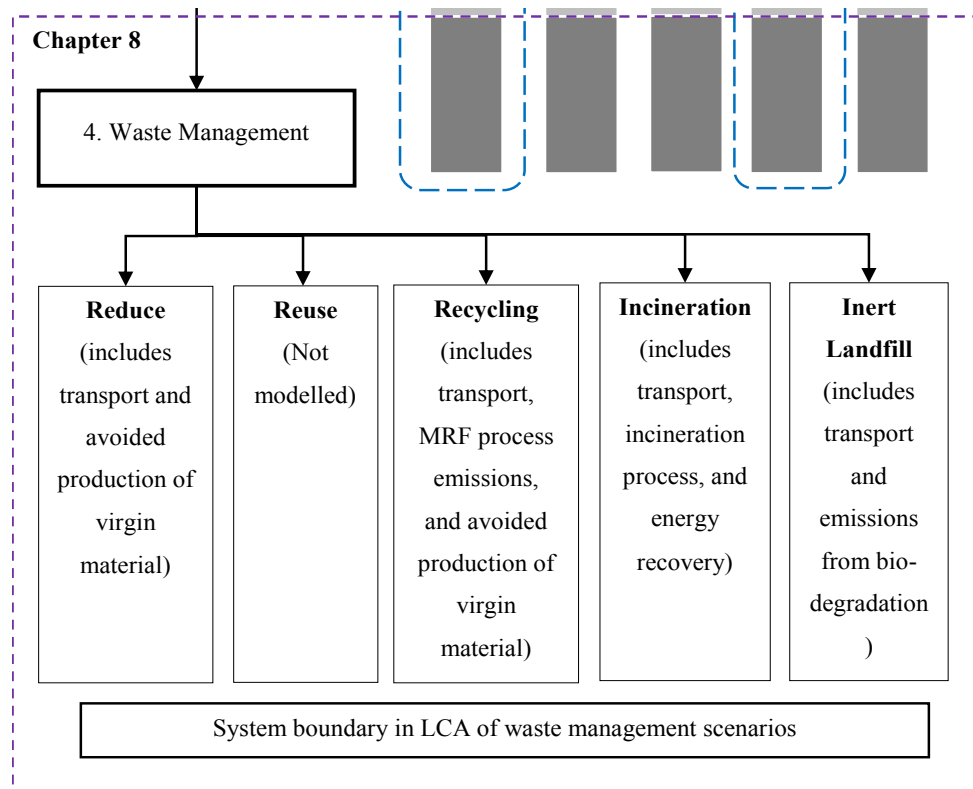 Chapter 8
4. Waste Management
Reduce
(includes
transport and
avoided
production of
virgin
material)
Reuse
(Not
modelled)
Recycling
(includes
transport,
MRF process
emissions,
and avoided
production of
virgin
material)
Incineration
(includes
transport,
incineration
process, and
energy
recovery)
Inert
Landfill
(includes
transport
and
emissions
from bio-
degradation
)
System boundary in LCA of waste management scenarios